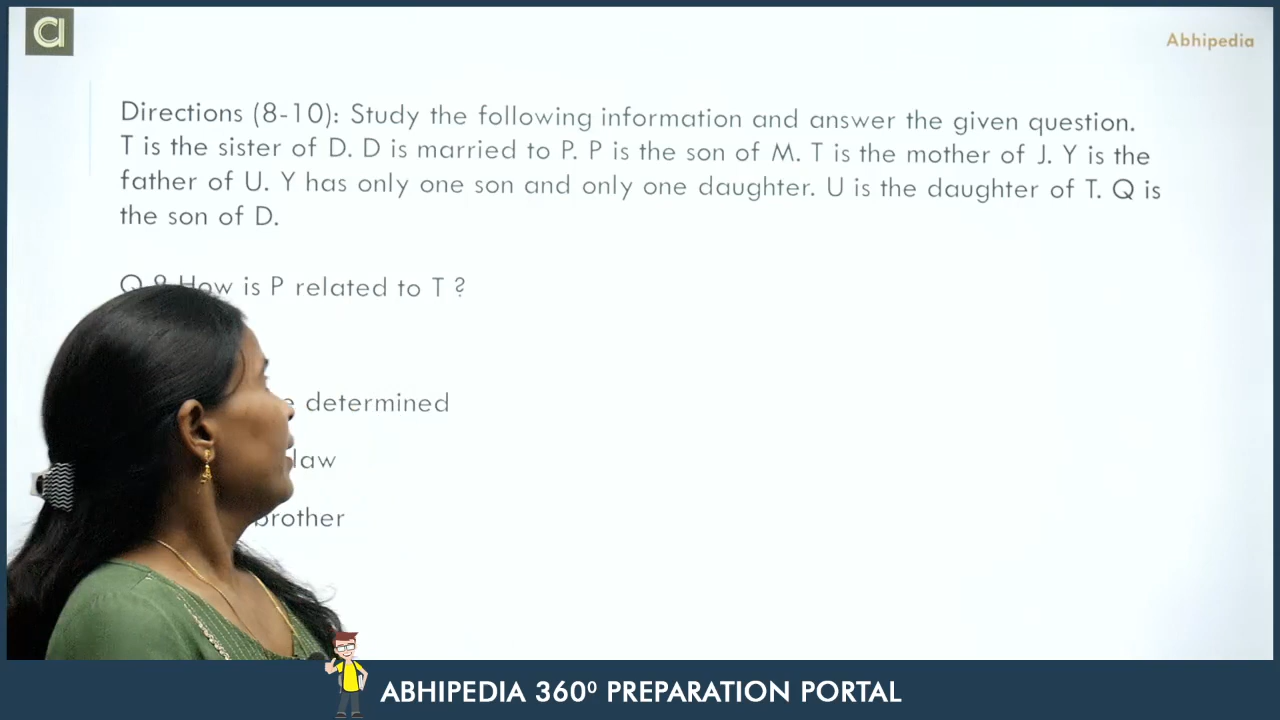 Abhipedia
Directions (8-10): Study the following information and answer the given question.
T is the sister of D. D is married to P. P is the son of M. T is the mother of J. Y is the
father of U. Y has only one son and only one daughter. U is the daughter of T. Q is
the son of D.
Q 8 How is P related to T ?
determined
law
brother
ABHIPEDIA 360⁰ PREPARATION PORTAL